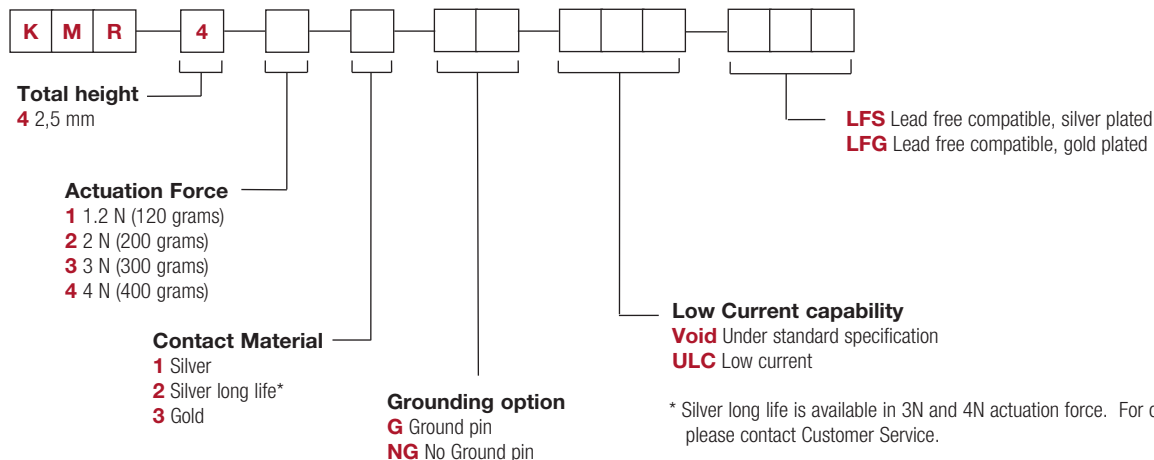 K M R 4
Total height
4 2,5 mm
LFS Lead free compatible, silver plated
LFG Lead free compatible, gold plated
Actuation Force
1 1.2 N (120 grams)
2 2 N (200 grams)
3 3 N (300 grams)
4 4 N (400 grams)
Low Current capability
Void Under standard specification
ULC Low current
Contact Material
1 Silver
2 Silver long life*
3 Gold
Grounding option
G Ground pin
NG No Ground pin
* Silver long life is available in 3N and 4N actuation force. For
please contact Customer Service.